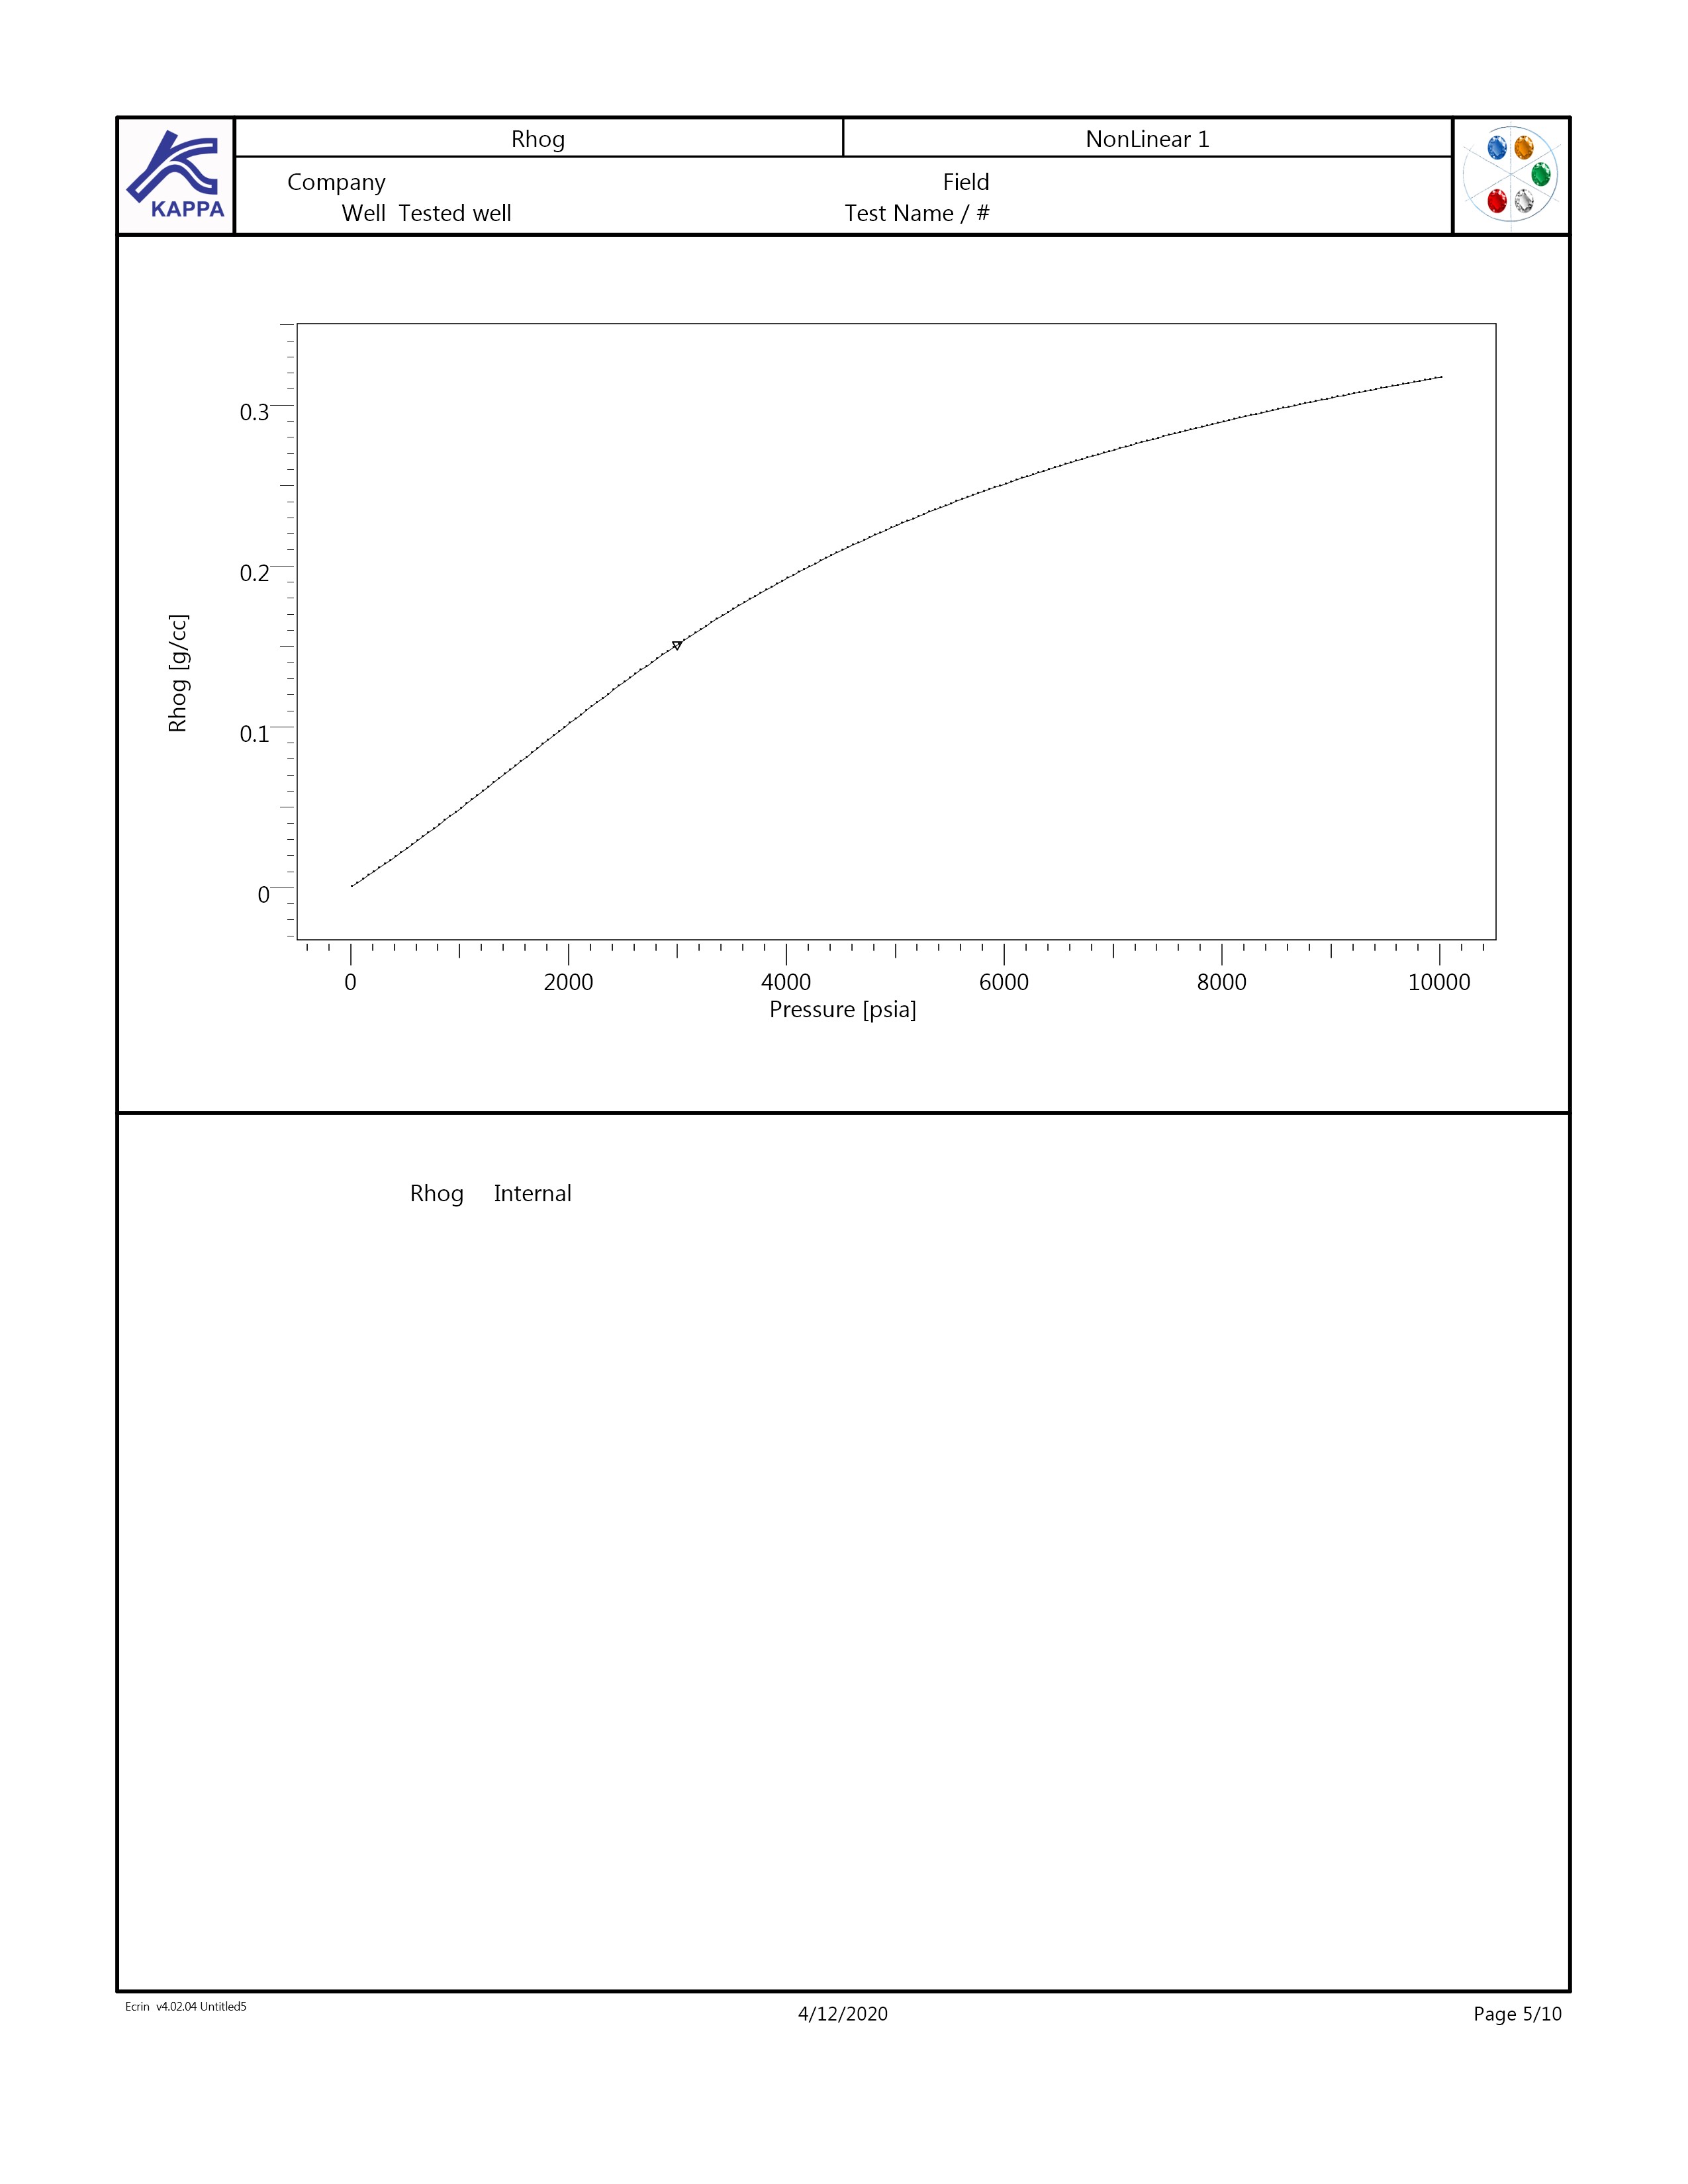 KAPPA
Rhog
NonLinear 1
Company
Field
Well Tested well
Test Name / #
0.3
0.2
0.1
0
Rhog [g/cc]
0 2000 4000 6000 8000 10000
Pressure [psia]
Rhog Internal
Ecrin v4.02.04 Untitled5
4/12/2020
Page 5/10